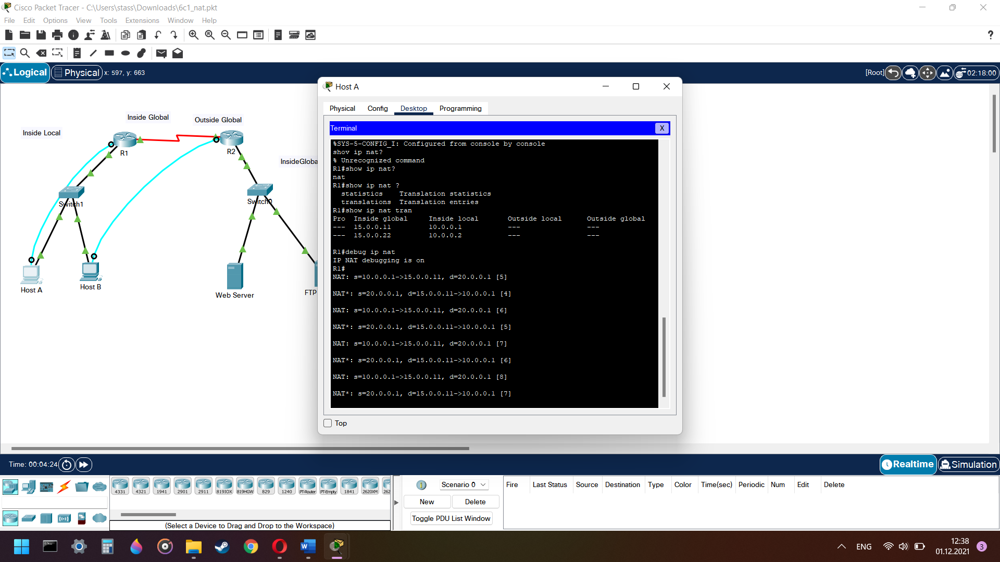 Cisco Packet Tracer - C:\Users\stass\Downloads\6c1_nat.pkt
File Edit Options View Tools Extensions Window Help
?
Logical Physical x: 597, y: 663
[Root] 02:18:00
Inside Local
Inside Global
Outside Global
R1
R2
InsideGloba
Switch1
Switch0
Host A
Host B
Web Server
FTP
Host A
Physical Config Desktop Programming
Terminal X
%SYS-5-CONFIG_I: Configured from console by console
shov ip nat?
% Unrecognized command
R1#show ip nat?
nat
R1#show ip nat ?
statistics Translation statistics
translations Translation entries
R1#show ip nat tran
Pro Inside global Inside local Outside local Outside global
--- 15.0.0.11 10.0.0.1 --- ---
--- 15.0.0.22 10.0.0.2 --- ---
R1#debug ip nat
IP NAT debugging is on
R1#
NAT: s=10.0.0.1->15.0.0.11, d=20.0.0.1 [5]
NAT*: s=20.0.0.1, d=15.0.0.11->10.0.0.1 [4]
NAT: s=10.0.0.1->15.0.0.11, d=20.0.0.1 [6]
NAT*: s=20.0.0.1, d=15.0.0.11->10.0.0.1 [5]
NAT: s=10.0.0.1->15.0.0.11, d=20.0.0.1 [7]
NAT*: s=20.0.0.1, d=15.0.0.11->10.0.0.1 [6]
NAT: s=10.0.0.1->15.0.0.11, d=20.0.0.1 [8]
NAT*: s=20.0.0.1, d=15.0.0.11->10.0.0.1 [7]
Top
Time: 00:04:24
Realtime Simulation
4331 4321 1941 2901 2911 819IOX 819HGW 829 1240 PT-Router PT-Empty 1841 2620XM 262
(Select a Device to Drag and Drop to the Workspace)
Scenario 0
New Delete
Toggle PDU List Window
Fire Last Status Source Destination Type Color Time(sec) Periodic Num Edit Delete
ENG
12:38
01.12.2021
3